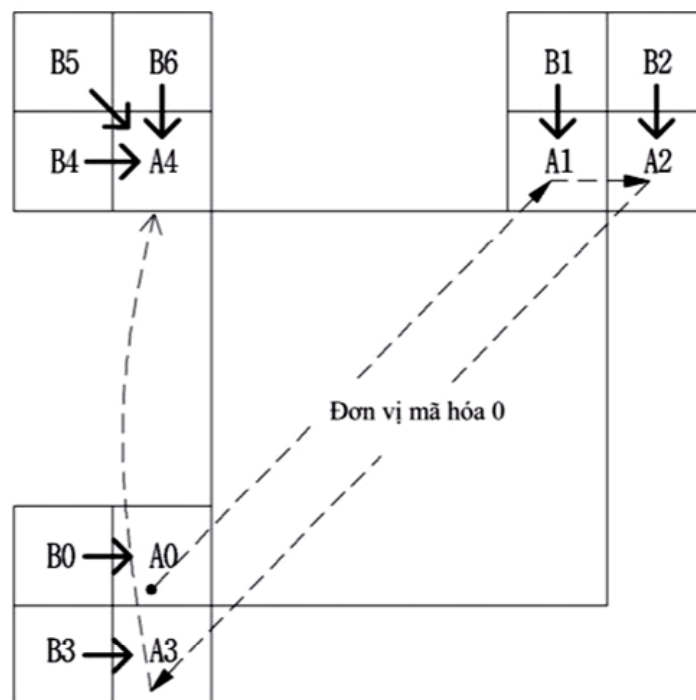 B5 B6 B1 B2
B4 A4 A1 A2
Đơn vị mã hóa 0
B0 A0
B3 A3